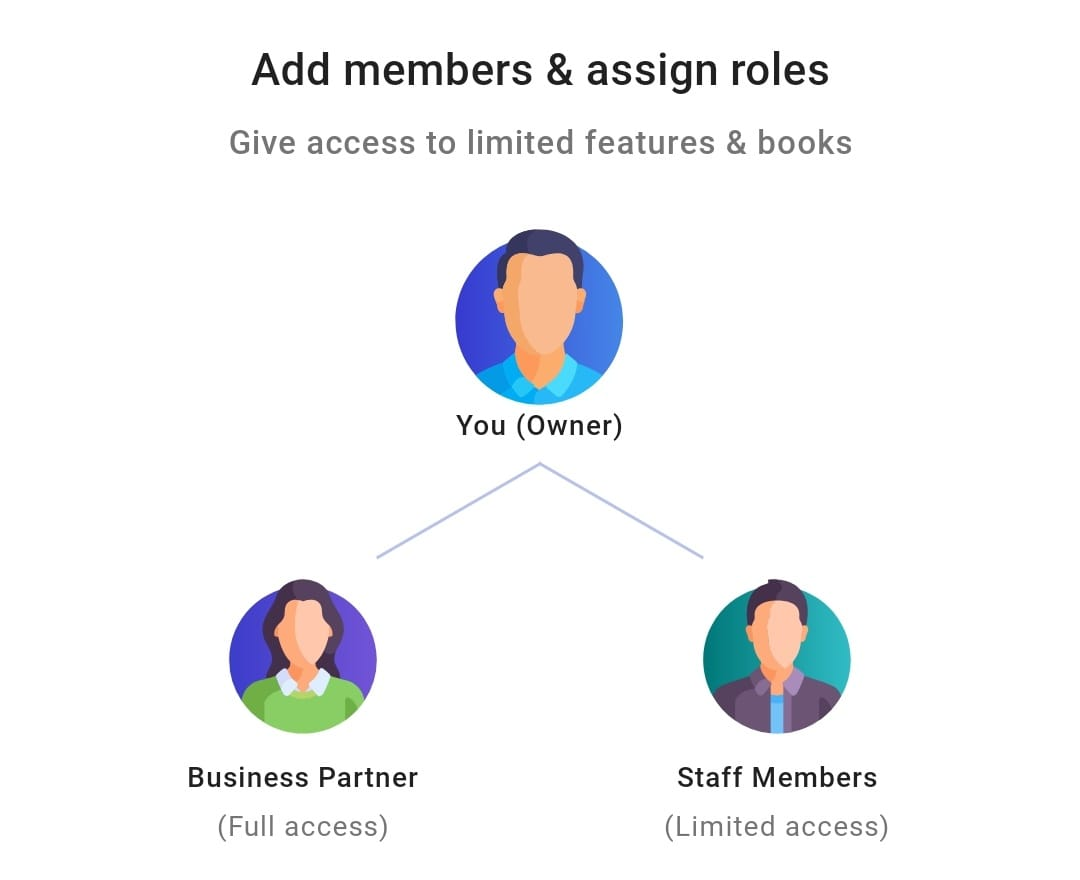 Add members & assign roles
Give access to limited features & books
You (Owner)
Business Partner
(Full access)
Staff Members
(Limited access)